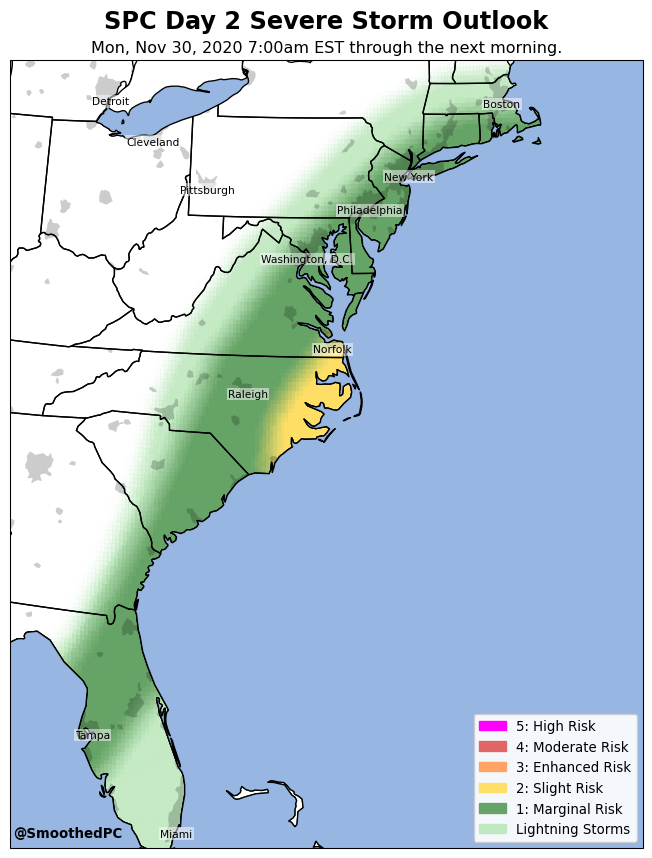 SPC Day 2 Severe Storm Outlook
Mon, Nov 30, 2020 7:00am EST through the next morning.
Detroit
Boston
Cleveland
New York
Pittsburgh
Philadelphia
Washington, D.C.
Norfolk
Raleigh
Tampa
Miami
5: High Risk
4: Moderate Risk
3: Enhanced Risk
2: Slight Risk
1: Marginal Risk
Lightning Storms
@SmoothedPC